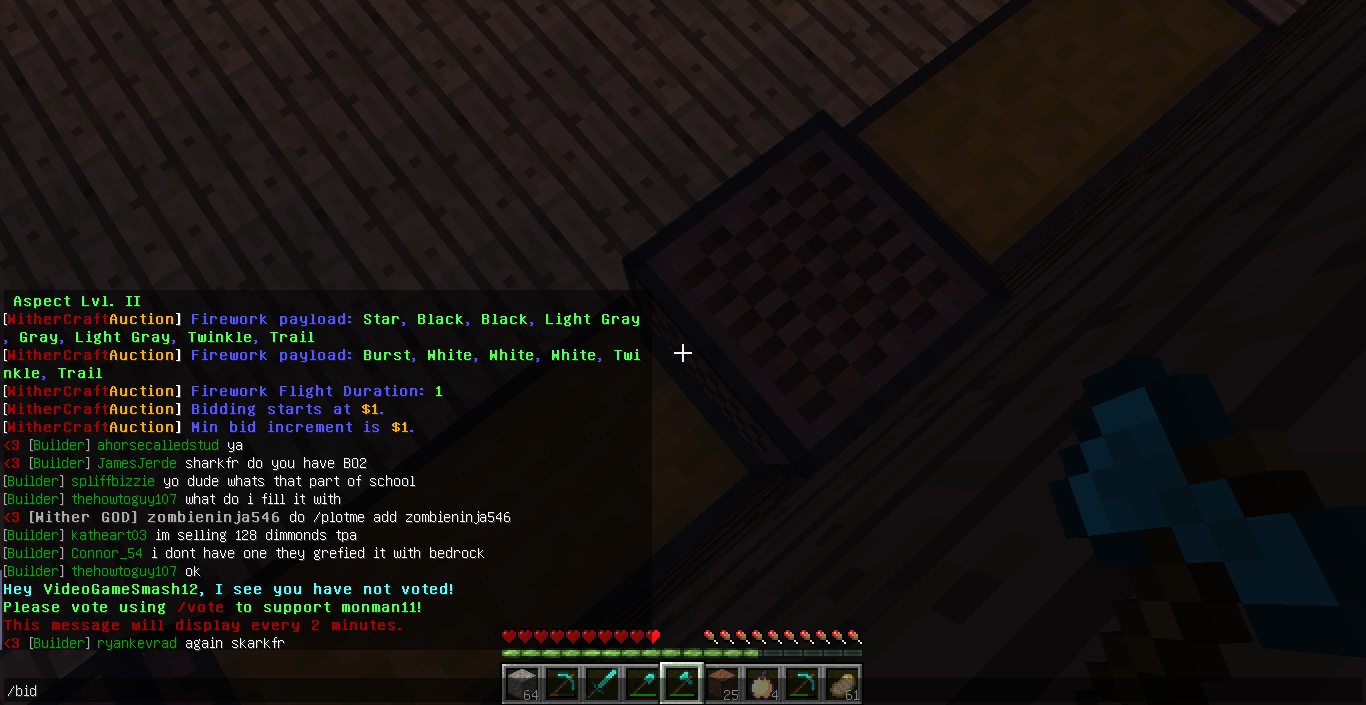 Aspect Lvl. II
[WitherCraftAuction] Firework payload: Star, Black, Black, Light Gray
, Gray, Light Gray, Twinkle, Trail
[WitherCraftAuction] Firework payload: Burst, White, White, White, Twi
nkle, Trail
[WitherCraftAuction] Firework Flight Duration: 1
[WitherCraftAuction] Bidding starts at $1.
[WitherCraftAuction] Min bid increment is $1.
<3 [Builder] ahorsecalledstud ya
<3 [Builder] JamesJerde sharkfr do you have BO2
[Builder] spliffbizzie yo dude whats that part of school
[Builder] thehowtoguy107 what do i fill it with
<3 [Wither GOD] zombieninja546 do /plotme add zombieninja546
[Builder] katheart03 im selling 128 dimmonds tpa
[Builder] Connor_54 i dont have one they grefied it with bedrock
[Builder] thehowtoguy107 ok
Hey VideoGameSmash12, I see you have not voted!
Please vote using /vote to support monman11!
This message will display every 2 minutes.
<3 [Builder] ryankevrad again skarkfr
64 25 4 61
/bid